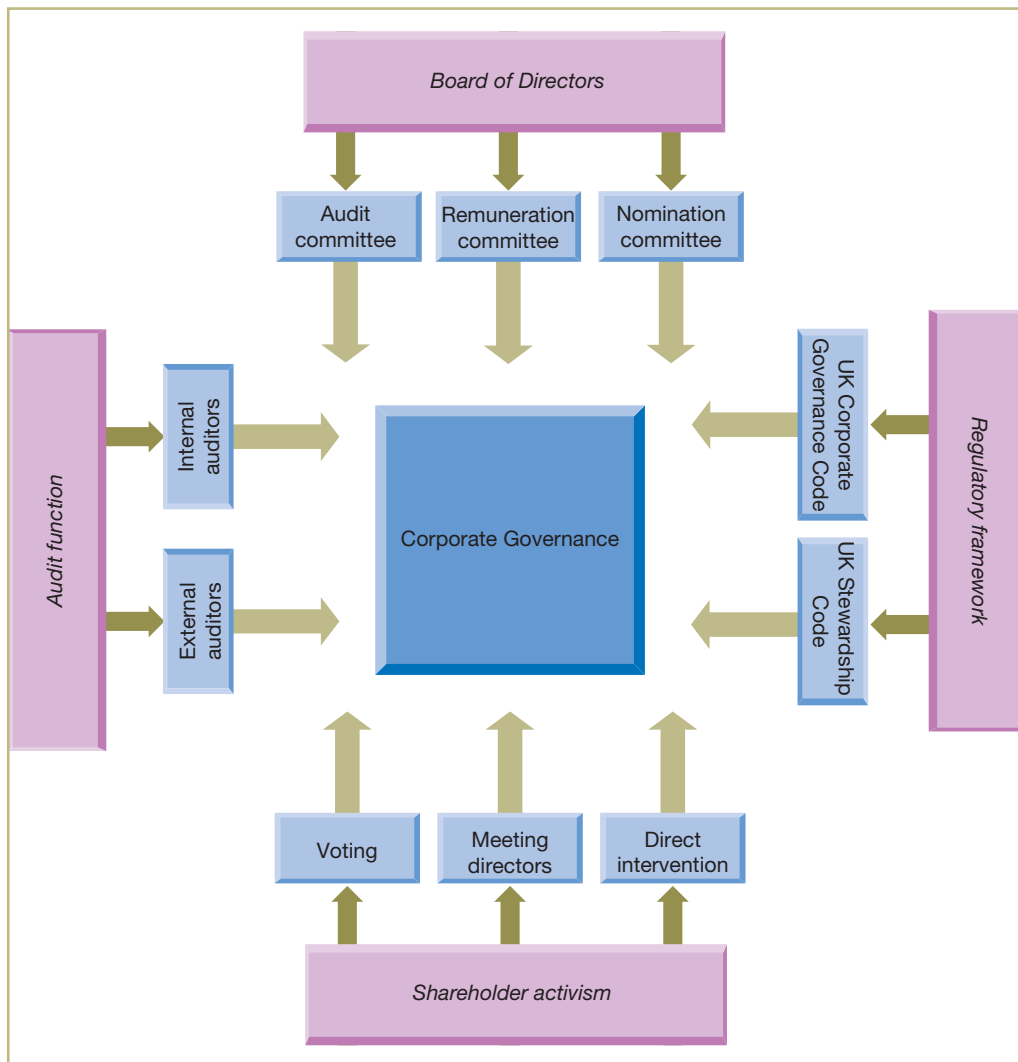 Board of Directors
Audit
committee
Remuneration
committee
Nomination
committee
Audit function
Internal
auditors
External
auditors
Corporate Governance
UK Corporate
Governance Code
UK Stewardship
Code
Regulatory framework
Voting
Meeting
directors
Direct
intervention
Shareholder activism